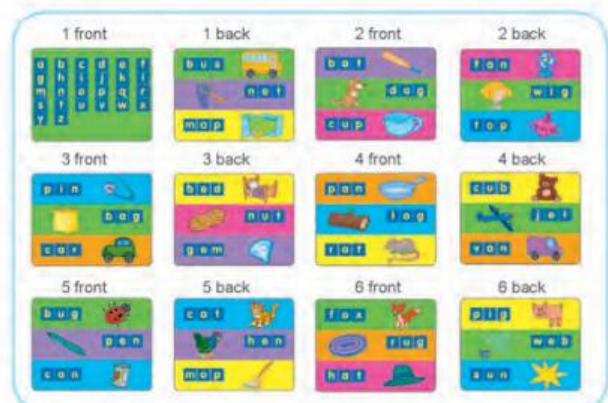 1 front
1 back
2 front
2 back
a b c d e f
g h i j k l
m n o p q r
s t u v w x
y z
bus
net
map
bat
dog
cup
fan
wig
top
3 front
3 back
4 front
4 back
pin
bag
car
bed
nut
gem
pan
log
rat
cub
jet
van
5 front
5 back
6 front
6 back
bug
pen
can
cat
hen
mop
fox
rug
hat
pig
web
sun